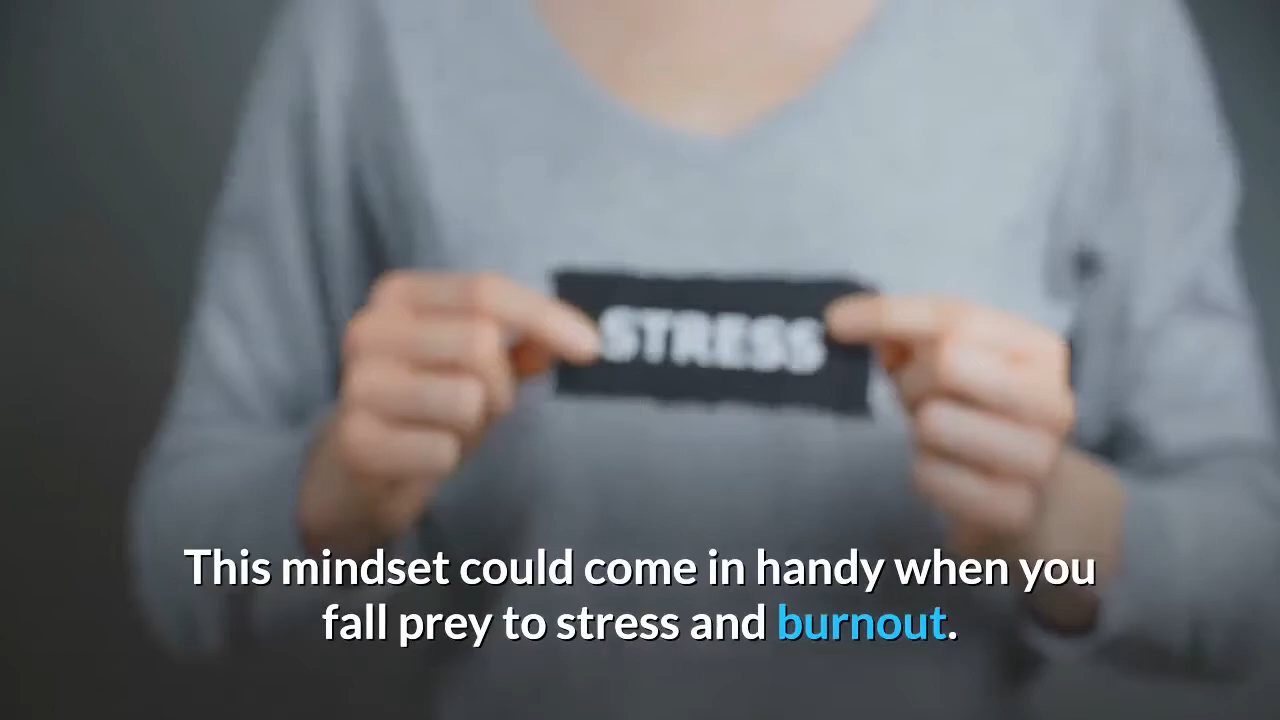 STRESS
This mindset could come in handy when you
fall prey to stress and burnout.